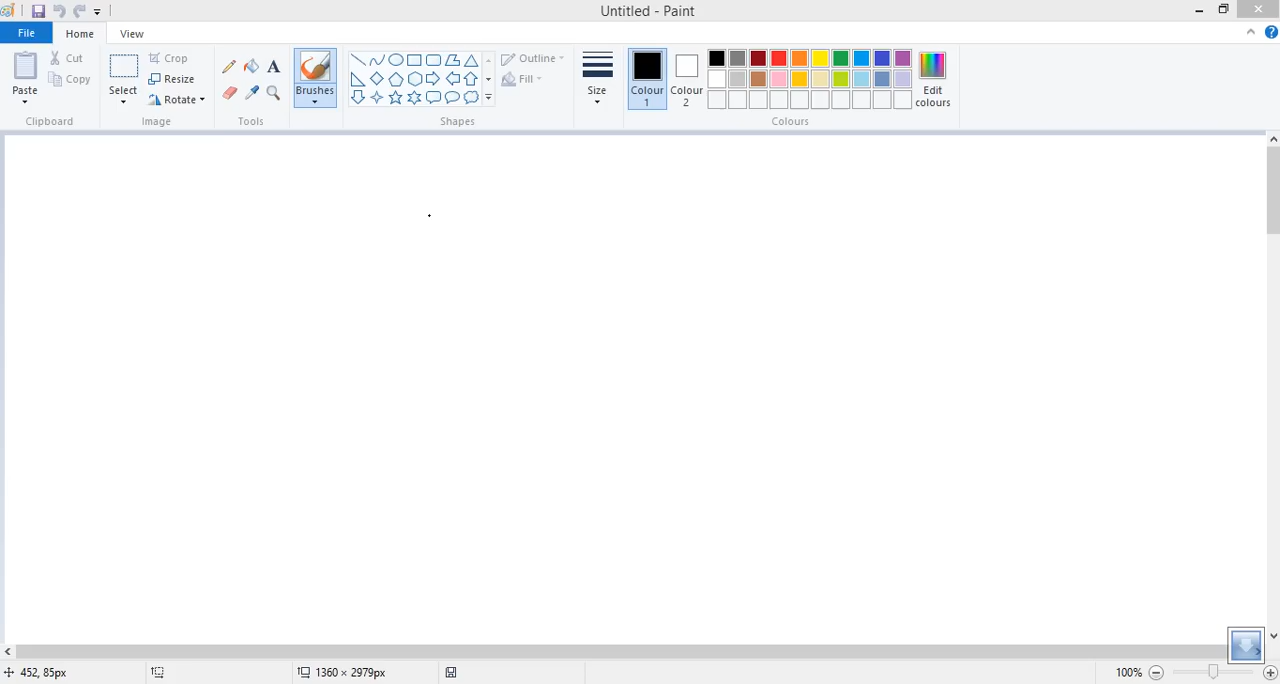 Untitled - Paint
File Home View
Paste
Cut
Copy
Clipboard
Select
Crop
Resize
Rotate
Image
Tools
Brushes
Shapes
Outline
Fill
Size
Colour 1
Colour 2
Edit colours
Colours
452, 85px
1360 × 2979px
100%